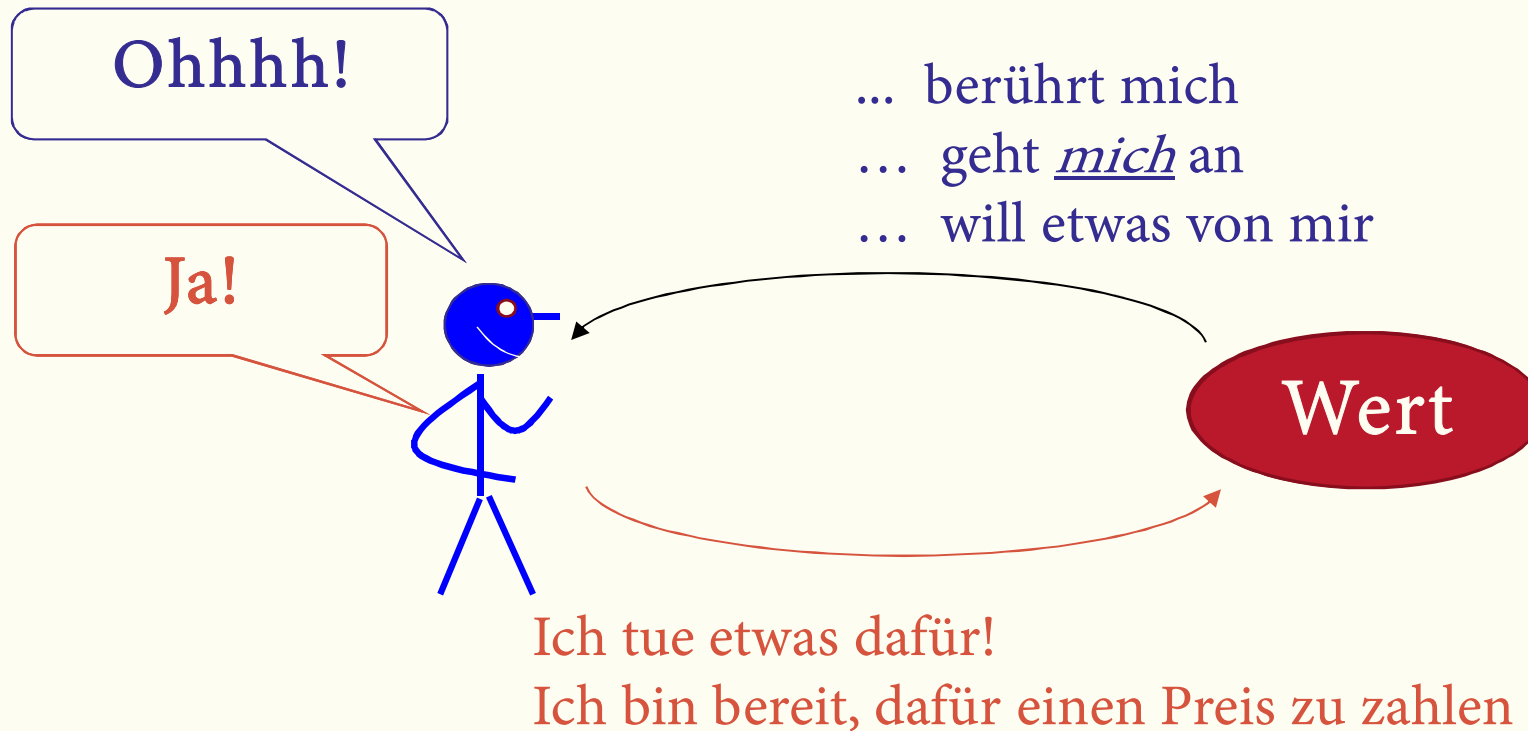 Ohhhh!
... berührt mich
… geht mich an
… will etwas von mir
Ja!
Wert
Ich tue etwas dafür!
Ich bin bereit, dafür einen Preis zu zahlen